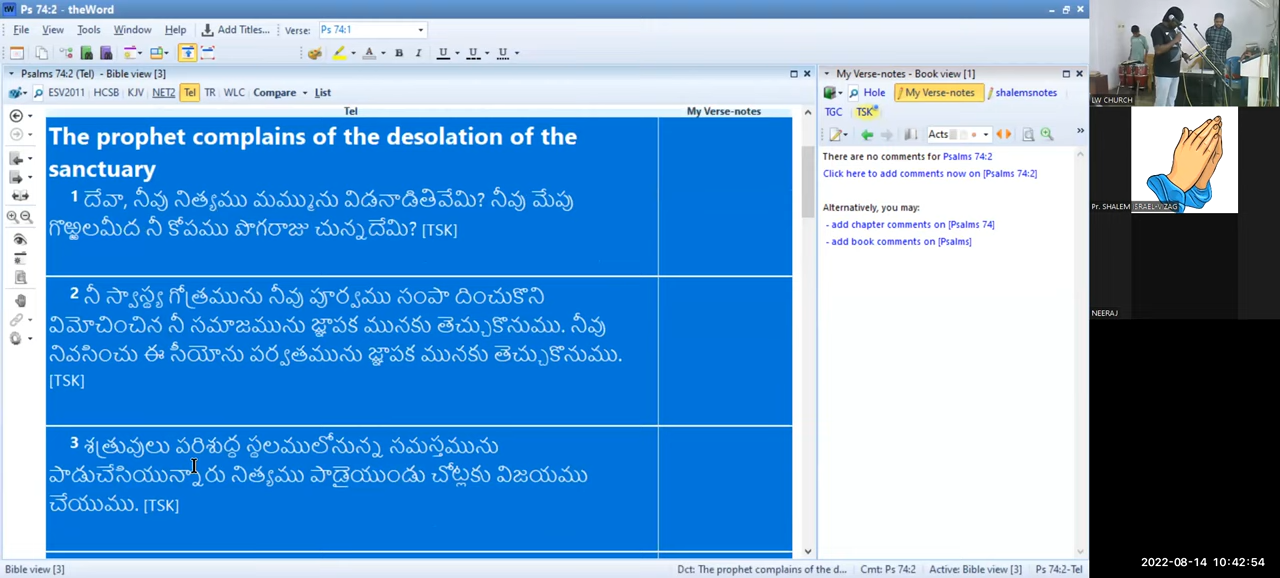 Ps 74:2 - theWord
File View Tools Window Help Add Titles... Verse: Ps 74:1
B I U U U
Psalms 74:2 (Tel) - Bible view [3]
ESV2011 HCSB KJV NET2 Tel TR WLC Compare List
Tel My Verse-notes
The prophet complains of the desolation of the
sanctuary
1 దేవా, నీవు నిత్యము మమ్మును విడనాడితివేమి? నీవు మేపు
గొఱ్ఱలమీద నీ కోపము పొగరాజు చున్నదేమి? [TSK]
2 నీ స్వాస్థ్య గోత్రమును నీవు పూర్వము సంపా దించుకొని
విమోచించిన నీ సమాజమును జ్ఞాపక మునకు తెచ్చుకొనుము. నీవు
నివసించు ఈ సీయోను పర్వతమును జ్ఞాపక మునకు తెచ్చుకొనుము.
[TSK]
3 శత్రువులు పరిశుద్ధ స్థలములోనున్న సమస్తమును
పాడుచేసియున్నారు నిత్యము పాడైయుండు చోట్లకు విజయము
చేయుము. [TSK]
My Verse-notes - Book view [1]
Hole My Verse-notes shalemsnotes
TGC TSK
Acts
There are no comments for Psalms 74:2
Click here to add comments now on [Psalms 74:2]
Alternatively, you may:
- add chapter comments on [Psalms 74]
- add book comments on [Psalms]
LW CHURCH
Pr. SHALEM ISRAEL-VIZAG
NEERAJ
2022-08-14 10:42:54
Bible view [3] Dct: The prophet complains of the d... Cmt: Ps 74:2 Active: Bible view [3] Ps 74:2-Tel